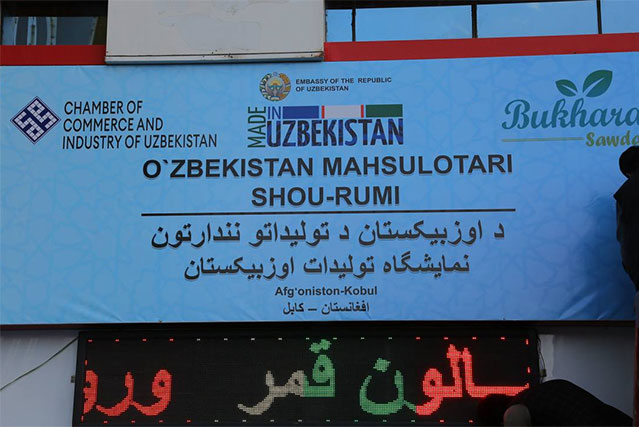 CHAMBER OF
COMMERCE AND
INDUSTRY OF UZBEKISTAN
EMBASSY OF THE REPUBLIC
OF UZBEKISTAN
MADE IN
UZBEKISTAN
Bukhara
Sawda
O`ZBEKISTAN MAHSULOTARI
SHOU-RUMI
د اوزبیکستان د تولیداتو نندارتون
نمایشگاه تولیدات اوزبیکستان
Afg‘oniston-Kobul
افغانستان – کابل
سالون قمر ورو